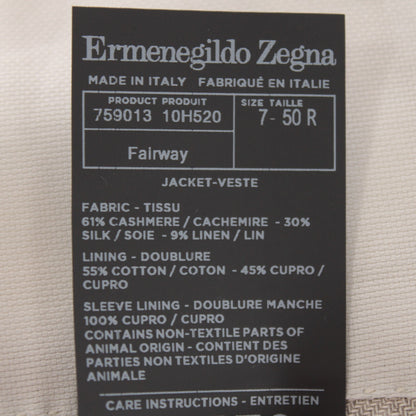 Ermenegildo Zegna
MADE IN ITALY FABRIQUÉ EN ITALIE
PRODUCT PRODUIT
759013 10H520
SIZE TAILLE
7- 50 R
Fairway
JACKET-VESTE
FABRIC - TISSU
61% CASHMERE / CACHEMIRE - 30%
SILK / SOIE - 9% LINEN / LIN
LINING - DOUBLURE
55% COTTON / COTON - 45% CUPRO /
CUPRO
SLEEVE LINING - DOUBLURE MANCHE
100% CUPRO / CUPRO
CONTAINS NON-TEXTILE PARTS OF
ANIMAL ORIGIN - CONTIENT DES
PARTIES NON TEXTILES D'ORIGINE
ANIMALE
CARE INSTRUCTIONS - ENTRETIEN